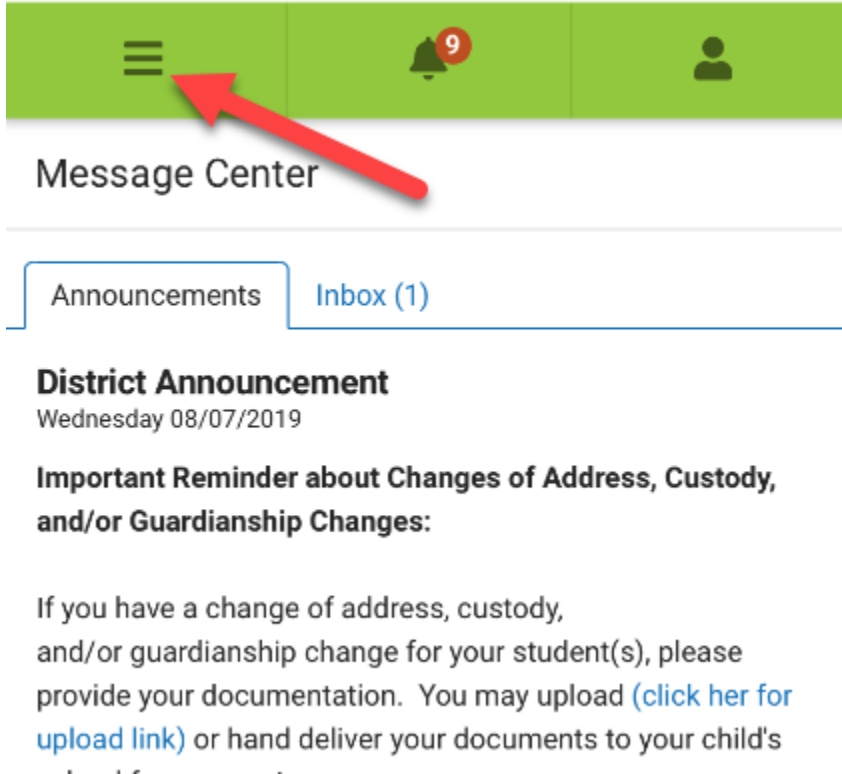 9
Message Center
Announcements
Inbox (1)
District Announcement
Wednesday 08/07/2019
Important Reminder about Changes of Address, Custody,
and/or Guardianship Changes:
If you have a change of address, custody,
and/or guardianship change for your student(s), please
provide your documentation.  You may upload (click her for
upload link) or hand deliver your documents to your child's